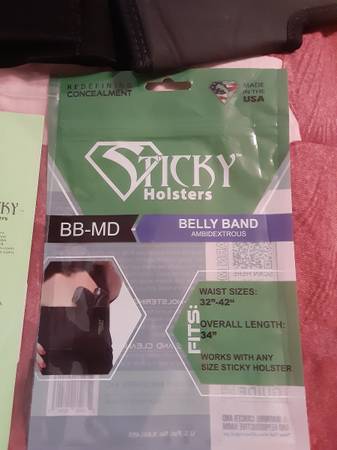 REDEFINING
CONCEALMENT
MADE
IN THE
USA
STICKY
Holsters
BB-MD
BELLY BAND
AMBIDEXTROUS
FITS:
WAIST SIZES:
32"-42"
OVERALL LENGTH:
34"
WORKS WITH ANY
SIZE STICKY HOLSTER